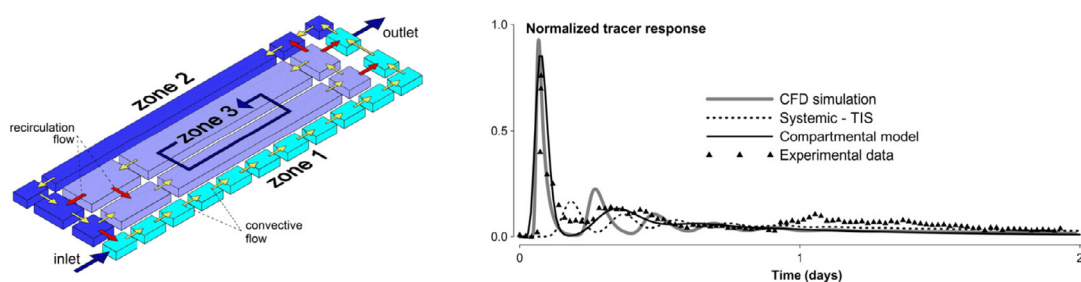 outlet
zone 2
zone 3
recirculation
flow
zone 1
convective
flow
inlet
Normalized tracer response
1.0
0.5
0.0
CFD simulation
Systemic - TIS
Compartmental model
Experimental data
0
1
2
Time (days)